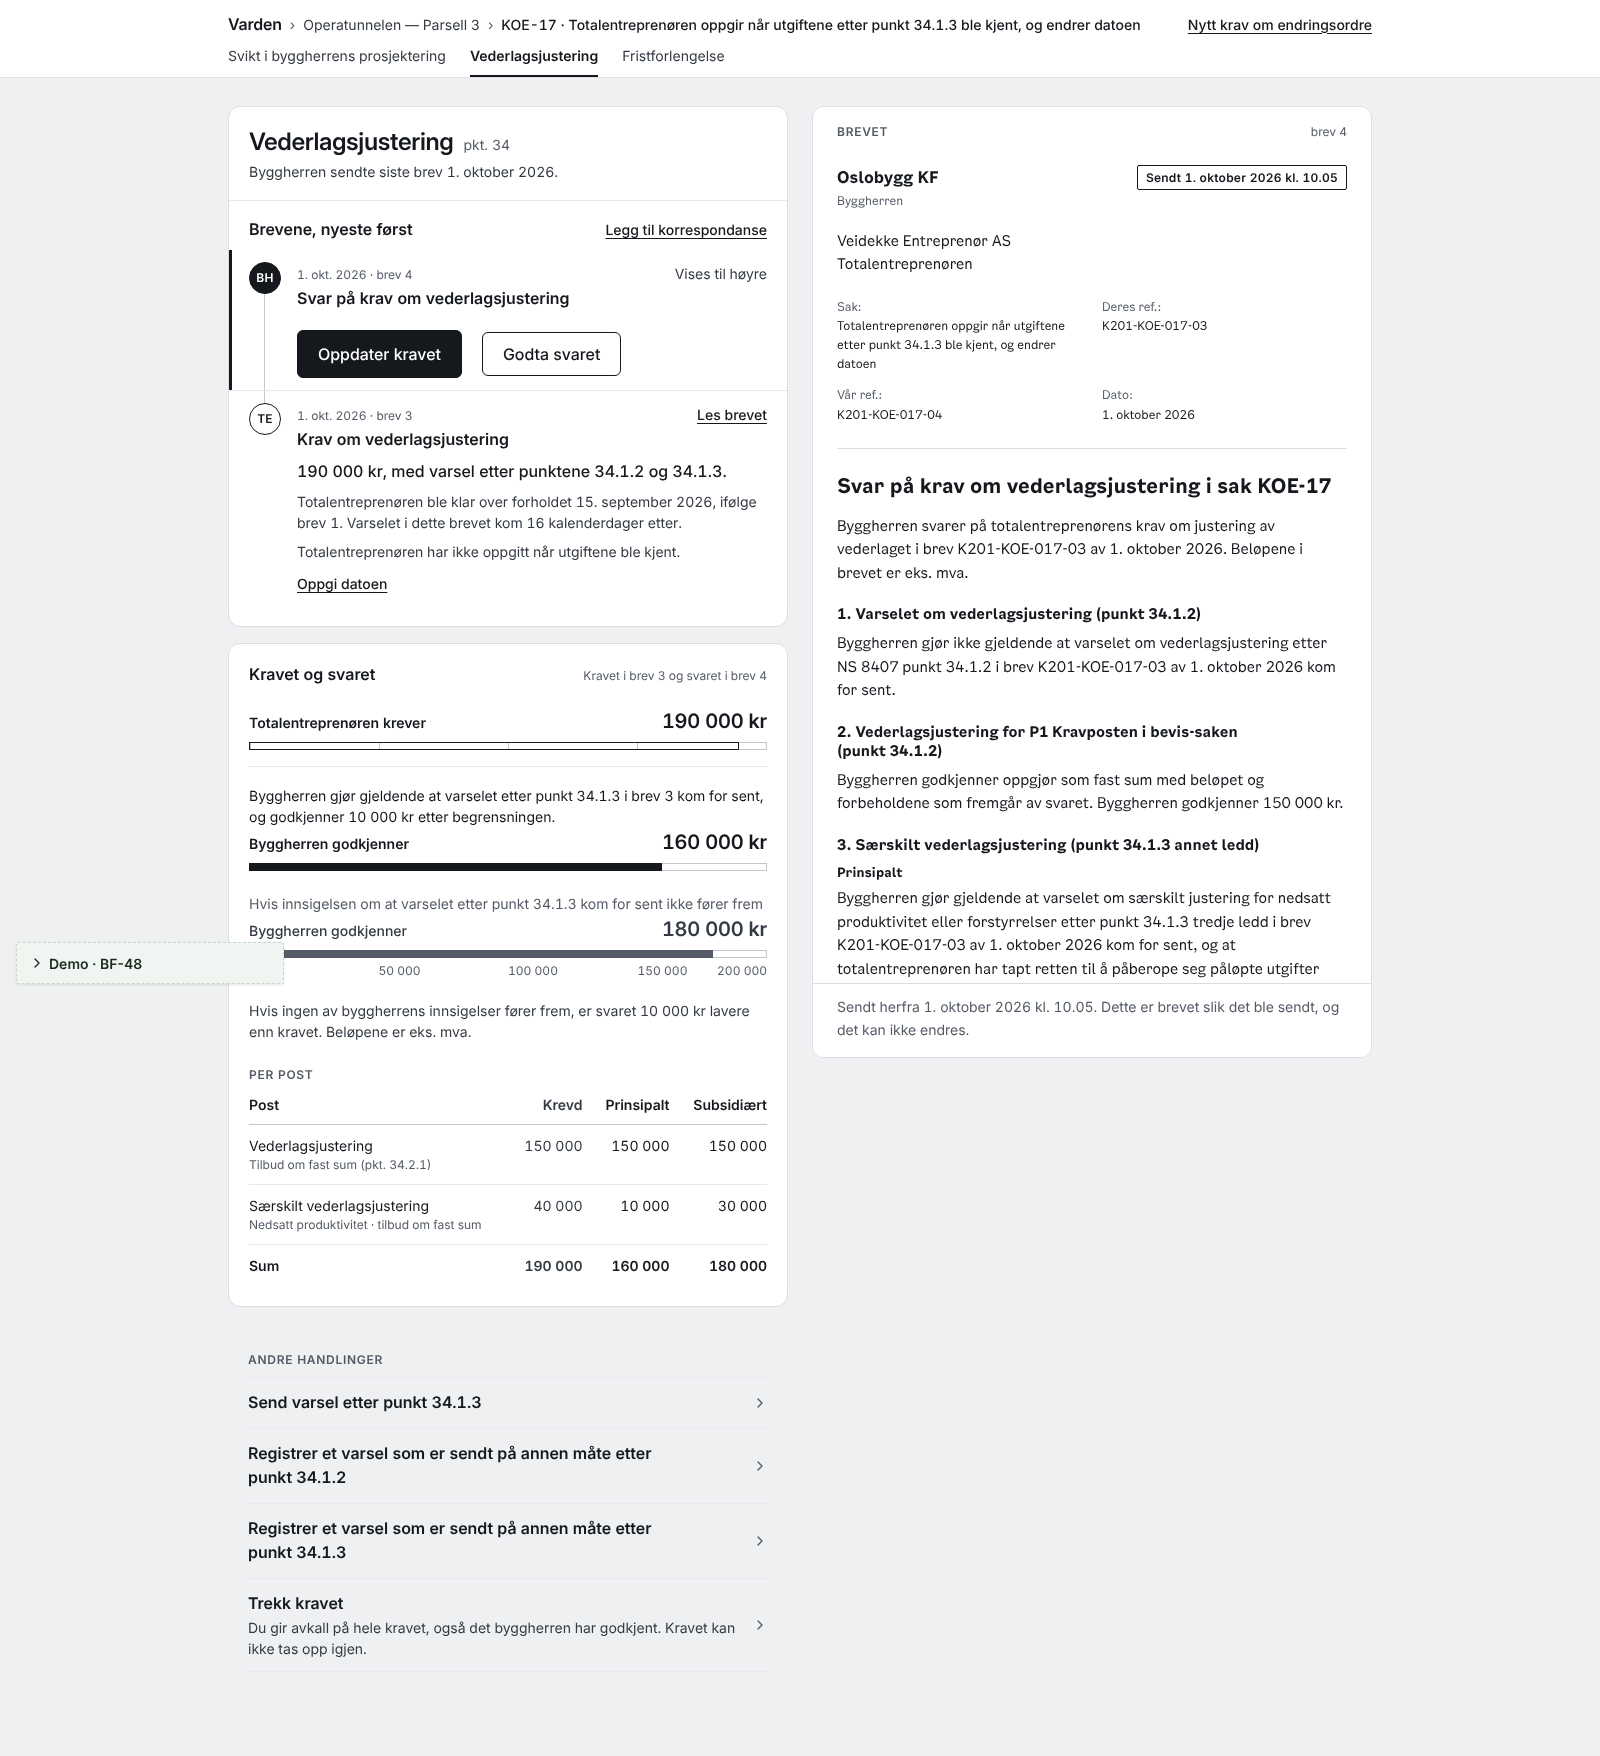 Varden › Operatunnelen — Parsell 3 › KOE-17 · Totalentreprenøren oppgir når utgiftene etter punkt 34.1.3 ble kjent, og endrer datoen
Nytt krav om endringsordre
Svikt i byggherrens prosjektering
Vederlagsjustering
Fristforlengelse
Vederlagsjustering pkt. 34
Byggherren sendte siste brev 1. oktober 2026.
Brevene, nyeste først
Legg til korrespondanse
BH
1. okt. 2026 · brev 4
Vises til høyre
Svar på krav om vederlagsjustering
Oppdater kravet
Godta svaret
TE
1. okt. 2026 · brev 3
Les brevet
Krav om vederlagsjustering
190 000 kr, med varsel etter punktene 34.1.2 og 34.1.3.
Totalentreprenøren ble klar over forholdet 15. september 2026, ifølge
brev 1. Varselet i dette brevet kom 16 kalenderdager etter.
Totalentreprenøren har ikke oppgitt når utgiftene ble kjent.
Oppgi datoen
Kravet og svaret
Kravet i brev 3 og svaret i brev 4
Totalentreprenøren krever
190 000 kr
Byggherren gjør gjeldende at varselet etter punkt 34.1.3 i brev 3 kom for sent,
og godkjenner 10 000 kr etter begrensningen.
Byggherren godkjenner
160 000 kr
Hvis innsigelsen om at varselet etter punkt 34.1.3 kom for sent ikke fører frem
Byggherren godkjenner
180 000 kr
50 000
100 000
150 000
200 000
Demo · BF-48
Hvis ingen av byggherrens innsigelser fører frem, er svaret 10 000 kr lavere
enn kravet. Beløpene er eks. mva.
PER POST
Post Krevd Prinsipalt Subsidiært
Vederlagsjustering 150 000 150 000 150 000
Tilbud om fast sum (pkt. 34.2.1)
Særskilt vederlagsjustering 40 000 10 000 30 000
Nedsatt produktivitet · tilbud om fast sum
Sum 190 000 160 000 180 000
ANDRE HANDLINGER
Send varsel etter punkt 34.1.3
Registrer et varsel som er sendt på annen måte etter
punkt 34.1.2
Registrer et varsel som er sendt på annen måte etter
punkt 34.1.3
Trekk kravet
Du gir avkall på hele kravet, også det byggherren har godkjent. Kravet kan
ikke tas opp igjen.
BREVET
brev 4
Oslobygg KF
Sendt 1. oktober 2026 kl. 10.05
Byggherren
Veidekke Entreprenør AS
Totalentreprenøren
Sak:
Totalentreprenøren oppgir når utgiftene
etter punkt 34.1.3 ble kjent, og endrer
datoen
Deres ref.:
K201-KOE-017-03
Vår ref.:
K201-KOE-017-04
Dato:
1. oktober 2026
Svar på krav om vederlagsjustering i sak KOE-17
Byggherren svarer på totalentreprenørens krav om justering av
vederlaget i brev K201-KOE-017-03 av 1. oktober 2026. Beløpene i
brevet er eks. mva.
1. Varselet om vederlagsjustering (punkt 34.1.2)
Byggherren gjør ikke gjeldende at varselet om vederlagsjustering etter
NS 8407 punkt 34.1.2 i brev K201-KOE-017-03 av 1. oktober 2026 kom
for sent.
2. Vederlagsjustering for P1 Kravposten i bevis-saken
(punkt 34.1.2)
Byggherren godkjenner oppgjør som fast sum med beløpet og
forbeholdene som fremgår av svaret. Byggherren godkjenner 150 000 kr.
3. Særskilt vederlagsjustering (punkt 34.1.3 annet ledd)
Prinsipalt
Byggherren gjør gjeldende at varselet om særskilt justering for nedsatt
produktivitet eller forstyrrelser etter punkt 34.1.3 tredje ledd i brev
K201-KOE-017-03 av 1. oktober 2026 kom for sent, og at
totalentreprenøren har tapt retten til å påberope seg påløpte utgifter
Sendt herfra 1. oktober 2026 kl. 10.05. Dette er brevet slik det ble sendt, og
det kan ikke endres.